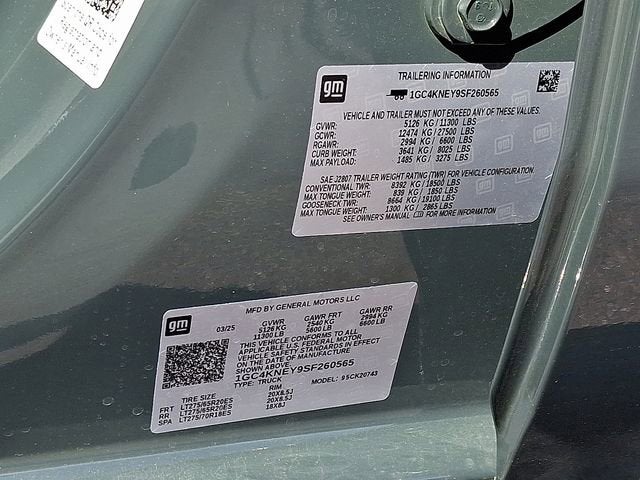 gm
TRAILERING INFORMATION
1GC4KNEY9SF260565
VEHICLE AND TRAILER MUST NOT EXCEED ANY OF THESE VALUES.
GVWR: 5126 KG / 11300 LBS
GCWR: 12474 KG / 27500 LBS
RGAWR: 2994 KG / 6600 LBS
CURB WEIGHT: 3641 KG / 8025 LBS
MAX PAYLOAD: 1485 KG / 3275 LBS
SAE J2807 TRAILER WEIGHT RATING (TWR) FOR VEHICLE CONFIGURATION.
CONVENTIONAL TWR: 8392 KG / 18500 LBS
MAX TONGUE WEIGHT: 839 KG / 1850 LBS
GOOSENECK TWR: 8664 KG / 19100 LBS
MAX TONGUE WEIGHT: 1300 KG / 2865 LBS
SEE OWNER'S MANUAL FOR MORE INFORMATION
gm
MFD BY GENERAL MOTORS LLC
03/25 GVWR GAWR FRT GAWR RR
5126 KG 2540 KG 2994 KG
11300 LB 5600 LB 6600 LB
THIS VEHICLE CONFORMS TO ALL
APPLICABLE U.S. FEDERAL MOTOR
VEHICLE SAFETY STANDARDS IN EFFECT
ON THE DATE OF MANUFACTURE
SHOWN ABOVE.
1GC4KNEY9SF260565
TYPE: TRUCK MODEL: 9SCK20743
TIRE SIZE RIM
FRT LT275/65R20ES 20X8.5J
RR LT275/65R20ES 20X8.5J
SPA LT275/70R18ES 18X8J